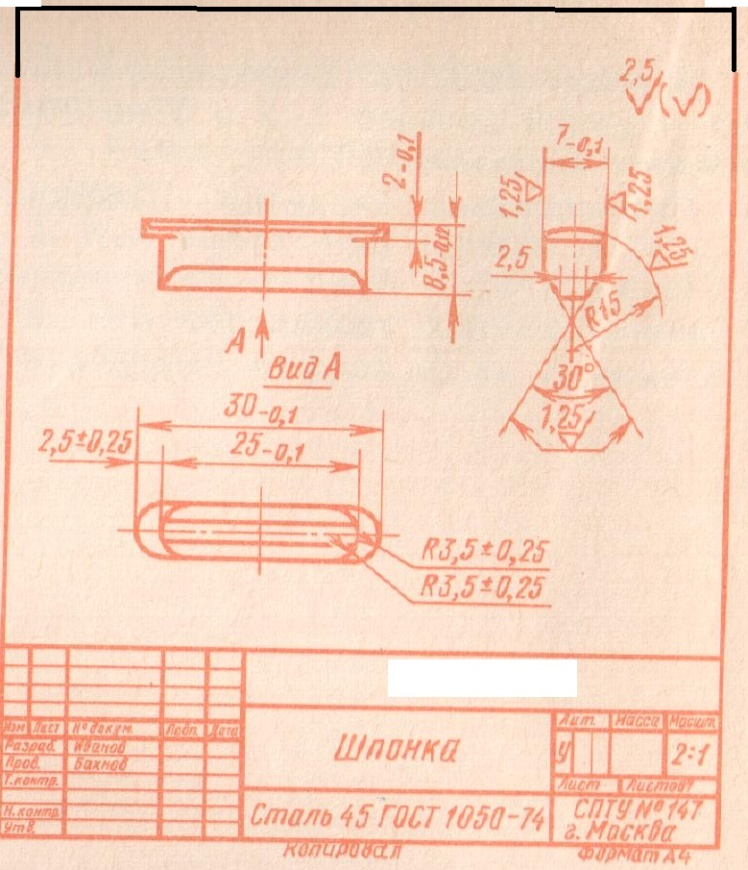 2,5 (√)
7-0,1
2-0,1
1,25
1,25
8,5-0,12
2,5
1,25
R15
А
30°
Вид А
1,25
30-0,1
2,5±0,25
25-0,1
R3,5±0,25
R3,5±0,25
Изм Лист № докум. Подп. Дата
Разраб. Иванов
Пров. Бахнов
Т.контр.
Н.контр.
Утв.
Шпонка
Лит. Масса Масшт.
У 2:1
Лист Листов 1
Сталь 45 ГОСТ 1050-74
СПТУ № 147
г. Москва
Копировал
Формат А4